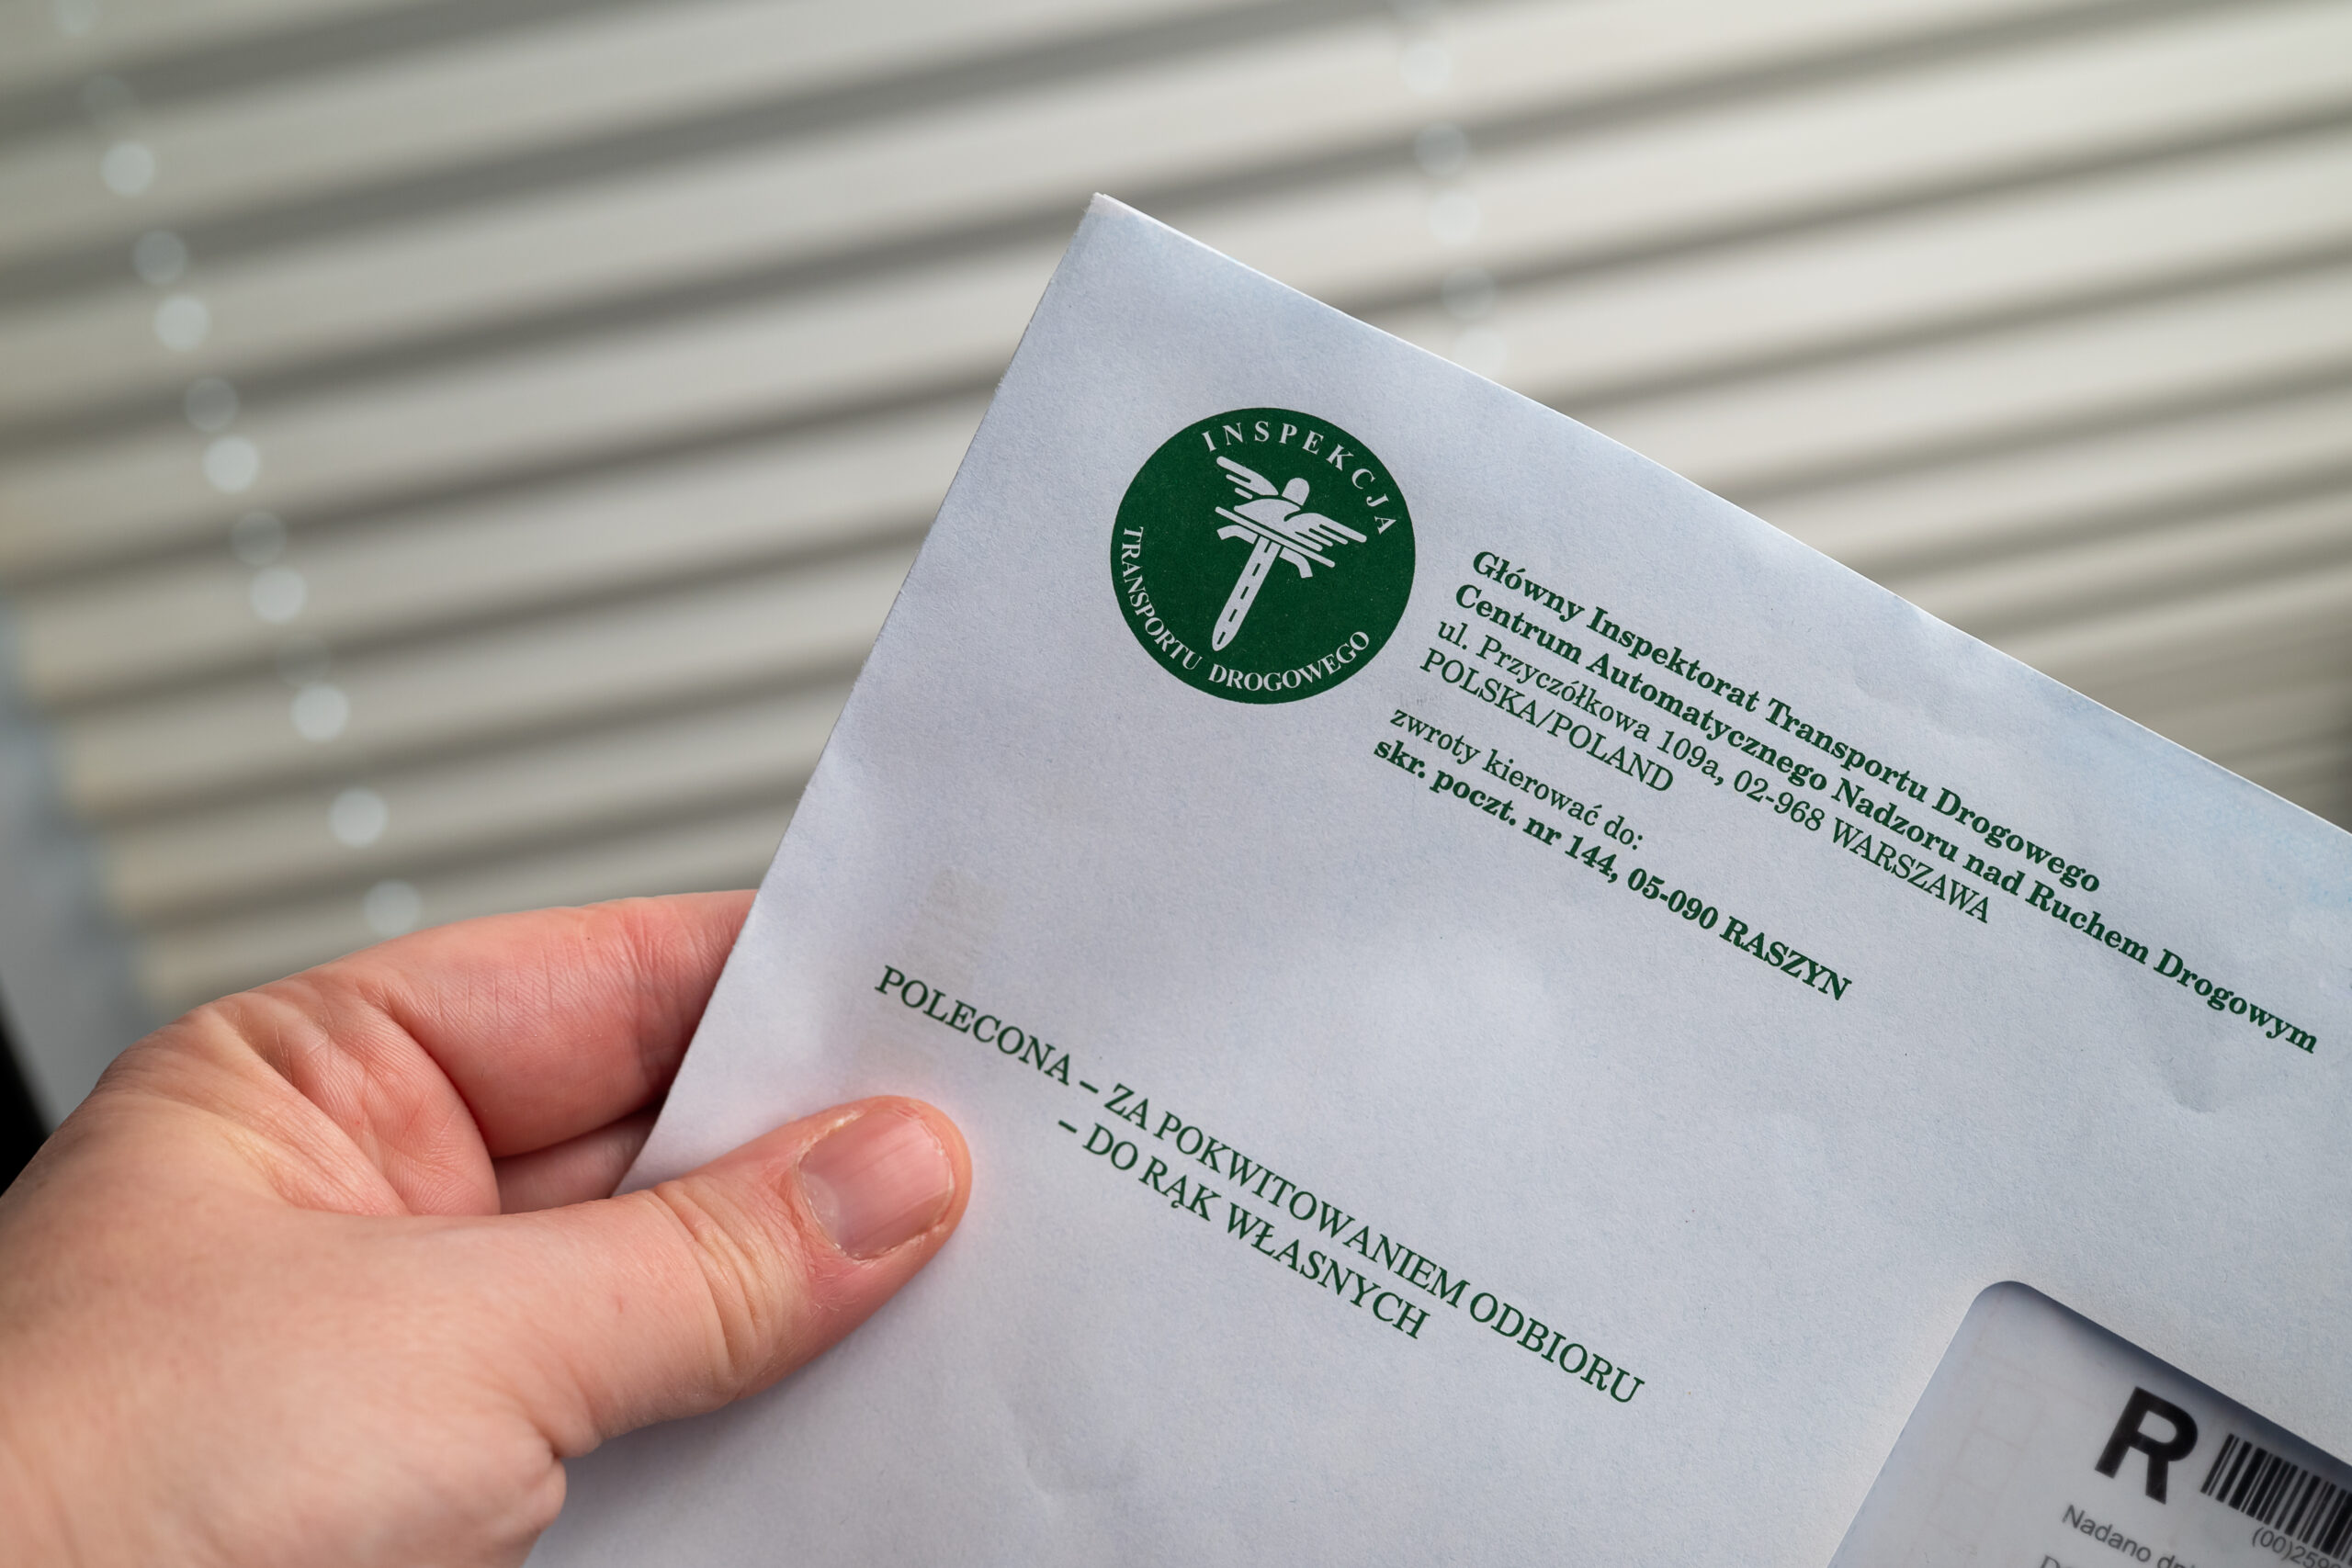 INSPEKCJA
TRANSPORTU DROGOWEGO
Główny Inspektorat Transportu Drogowego
Centrum Automatycznego Nadzoru nad Ruchem Drogowym
ul. Przyczółkowa 109a, 02-968 WARSZAWA
POLSKA/POLAND
zwroty kierować do:
skr. poczt. nr 144, 05-090 RASZYN
POLECONA – ZA POKWITOWANIEM ODBIORU
– DO RĄK WŁASNYCH
R
Nadano